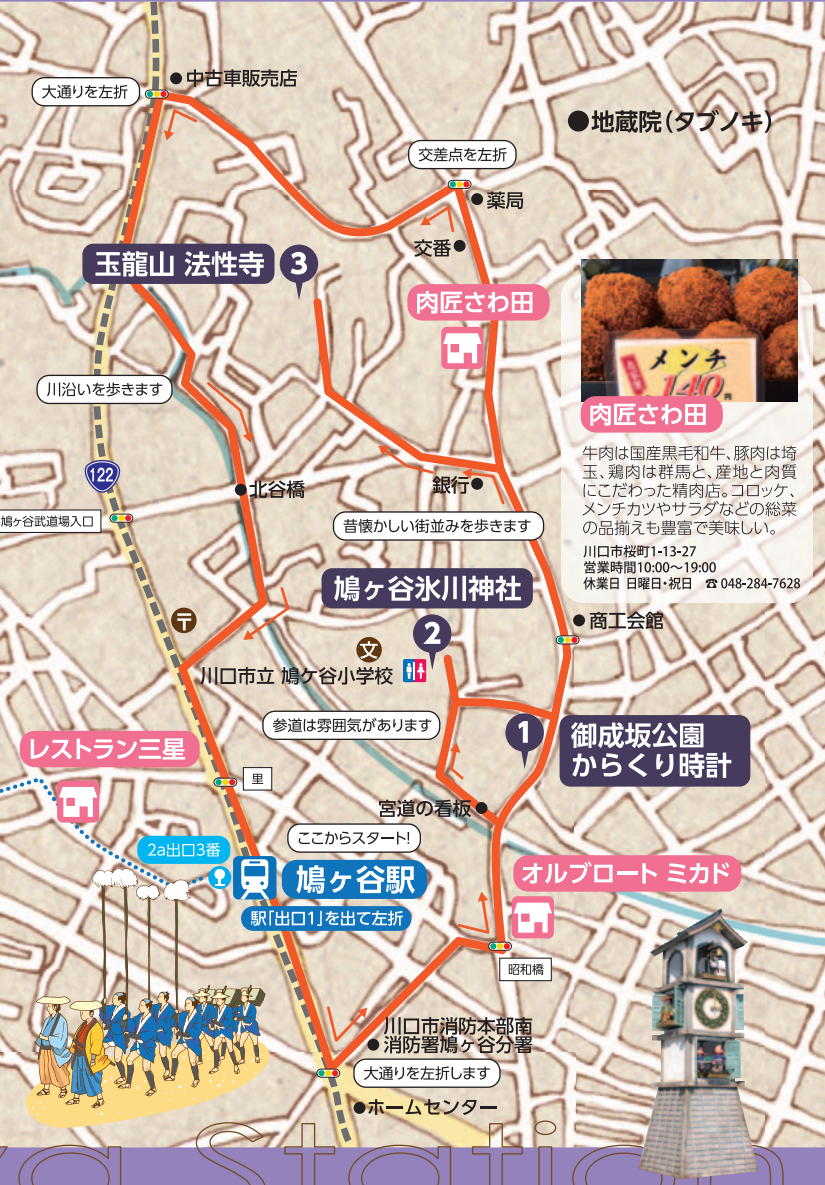 中古車販売店
大通りを左折
地蔵院(タブノキ)
交差点を左折
薬局
交番
玉龍山 法性寺
3
肉匠さわ田
メンチ
140円
肉匠さわ田
牛肉は国産黒毛和牛、豚肉は埼
玉、鶏肉は群馬と、産地と肉質
にこだわった精肉店。コロッケ、
メンチカツやサラダなどの総菜
の品揃えも豊富で美味しい。
川口市桜町1-13-27
営業時間10:00〜19:00
休業日 日曜日・祝日 ☎048-284-7628
川沿いを歩きます
122
北谷橋
銀行
鳩ヶ谷武道場入口
昔懐かしい街並みを歩きます
鳩ヶ谷氷川神社
2
商工会館
〒
文
川口市立 鳩ケ谷小学校
参道は雰囲気があります
1
御成坂公園
からくり時計
レストラン三星
里
宮道の看板
ここからスタート!
2a出口3番
鳩ヶ谷駅
駅「出口1」を出て左折
オルブロート ミカド
昭和橋
川口市消防本部南
消防署鳩ヶ谷分署
大通りを左折します
ホームセンター
ya Station